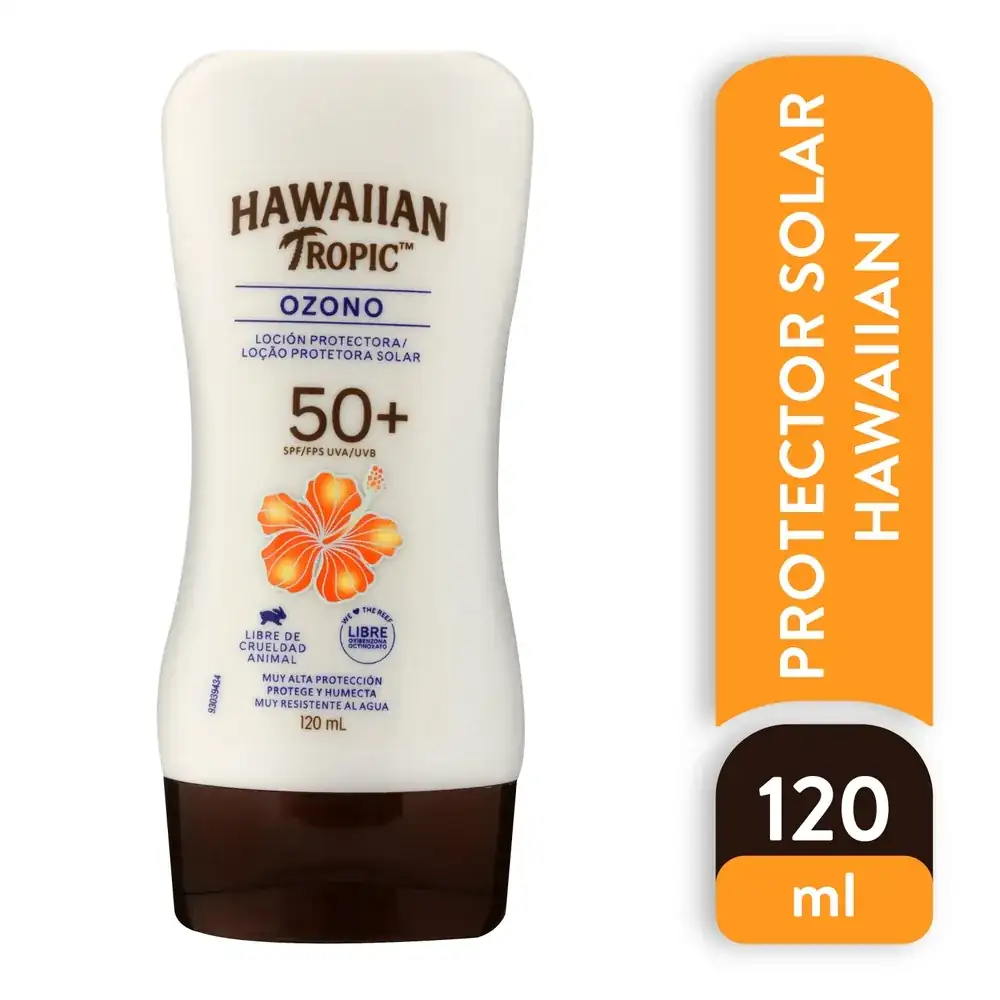 HAWAIIAN
TROPIC™
OZONO
LOCIÓN PROTECTORA/
LOÇÃO PROTETORA SOLAR
50+
SPF/FPS UVA/UVB
LIBRE DE
CRUELDAD
ANIMAL
WE ♥ THE REEF
LIBRE
OXIBENZONA
OCTINOXATO
MUY ALTA PROTECCIÓN
PROTEGE Y HUMECTA
MUY RESISTENTE AL AGUA
120 mL
93039434
PROTECTOR SOLAR
HAWAIIAN
120
ml